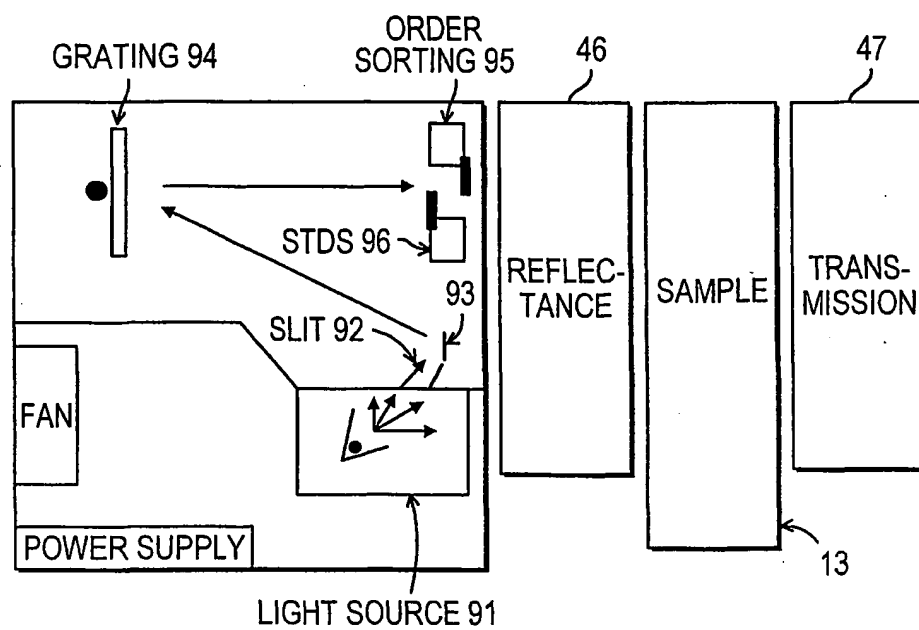 GRATING 94
ORDER
SORTING 95
46
47
STDS 96
93
SLIT 92
REFLEC-
TANCE
SAMPLE
TRANS-
MISSION
FAN
POWER SUPPLY
13
LIGHT SOURCE 91